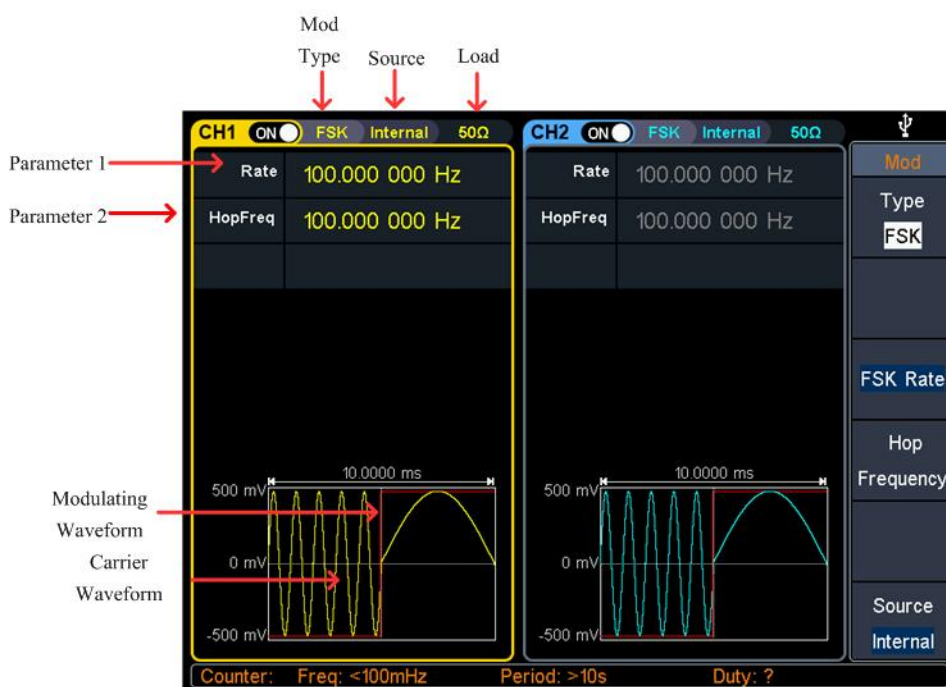 Mod
Type Source Load
CH1 ON FSK Internal 50Ω CH2 ON FSK Internal 50Ω
Mod
Parameter 1 Rate 100.000 000 Hz Rate 100.000 000 Hz
Type
Parameter 2 HopFreq 100.000 000 Hz HopFreq 100.000 000 Hz
FSK
FSK Rate
Hop
Frequency
10.0000 ms 10.0000 ms
500 mV 500 mV
Modulating
Waveform
Carrier
Waveform
0 mV 0 mV
Source
Internal
-500 mV -500 mV
Counter: Freq: <100mHz Period: >10s Duty: ?